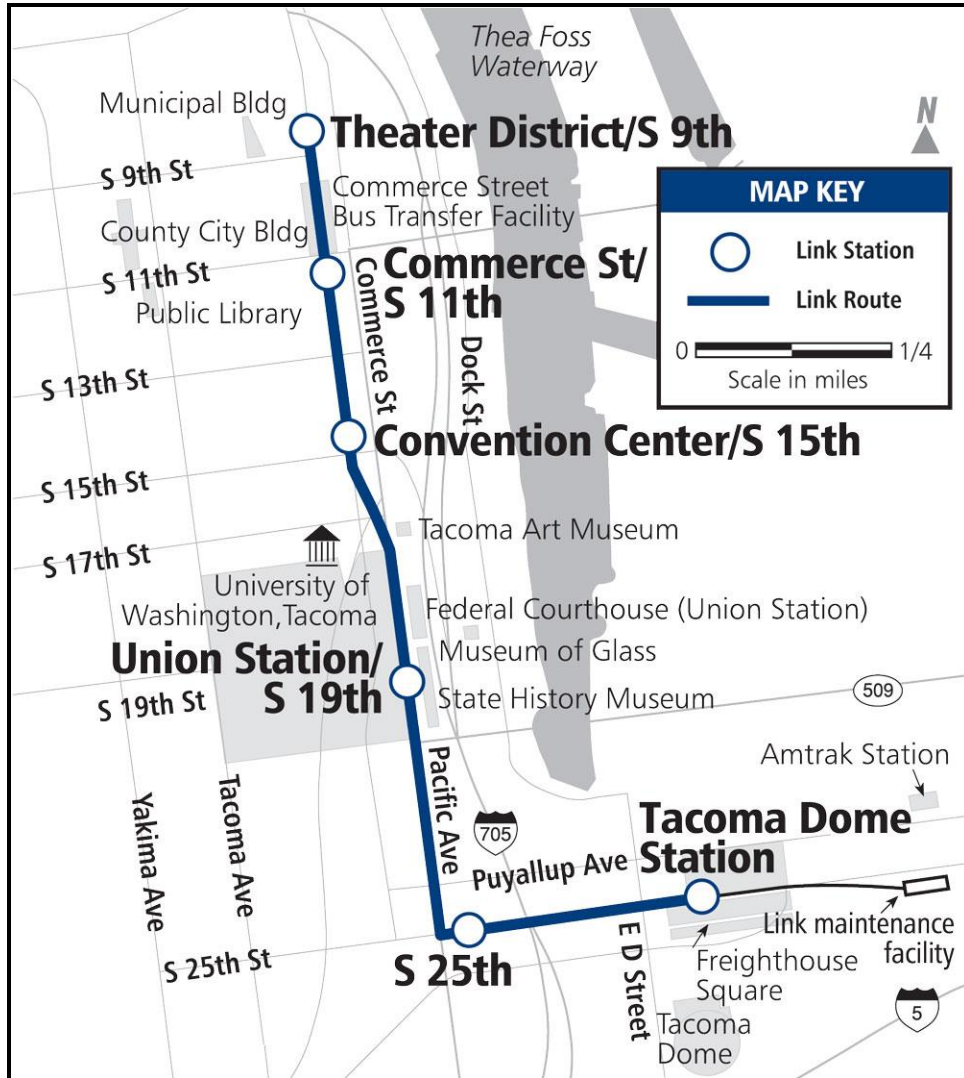 Thea Foss
Waterway
Municipal Bldg
Theater District/S 9th
N
S 9th St
Commerce Street
Bus Transfer Facility
MAP KEY
Link Station
Link Route
0
1/4
Scale in miles
County City Bldg
S 11th St
Commerce St/
S 11th
Public Library
Commerce St
Dock St
S 13th St
Convention Center/S 15th
S 15th St
Tacoma Art Museum
S 17th St
University of
Washington,Tacoma
Federal Courthouse (Union Station)
Museum of Glass
Union Station/
S 19th
State History Museum
509
S 19th St
Amtrak Station
Pacific Ave
Yakima Ave
Tacoma Ave
705
Tacoma Dome
Station
Puyallup Ave
Link maintenance
facility
S 25th St
S 25th
E D Street
Freighthouse
Square
5
Tacoma
Dome